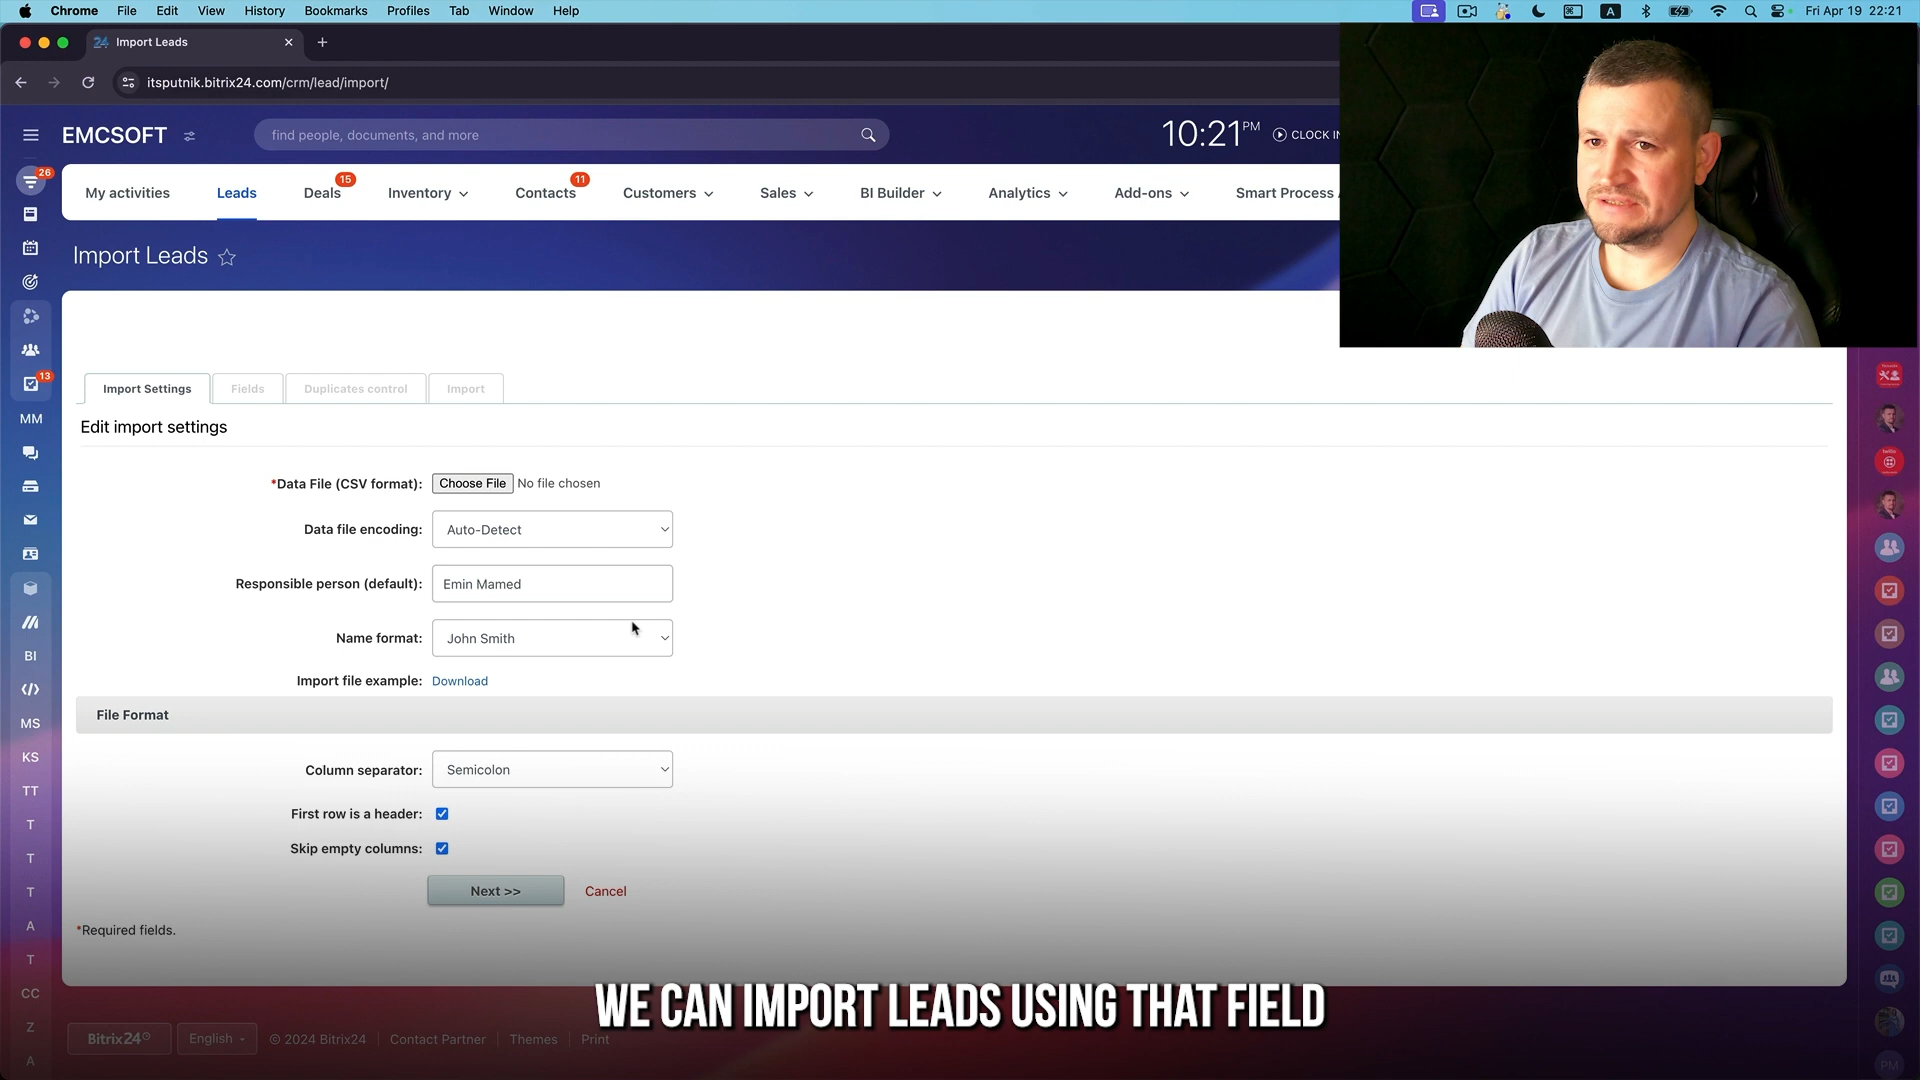 Chrome File Edit View History Bookmarks Profiles Tab Window Help
A
Fri Apr 19 22:21
24 Import Leads
itsputnik.bitrix24.com/crm/lead/import/
EMCSOFT
find people, documents, and more
10:21 PM
CLOCK IN
26
My activities
Leads
Deals 15
Inventory
Contacts 11
Customers
Sales
BI Builder
Analytics
Add-ons
Smart Process
Import Leads
13
MM
BI
MS
KS
TT
T
T
T
A
T
CC
Z
A
Import Settings
Fields
Duplicates control
Import
Edit import settings
*Data File (CSV format): Choose File No file chosen
Data file encoding: Auto-Detect
Responsible person (default): Emin Mamed
Name format: John Smith
Import file example: Download
File Format
Column separator: Semicolon
First row is a header:
Skip empty columns:
Next >> Cancel
*Required fields.
WE CAN IMPORT LEADS USING THAT FIELD
Bitrix24 English © 2024 Bitrix24 Contact Partner Themes Print
PM